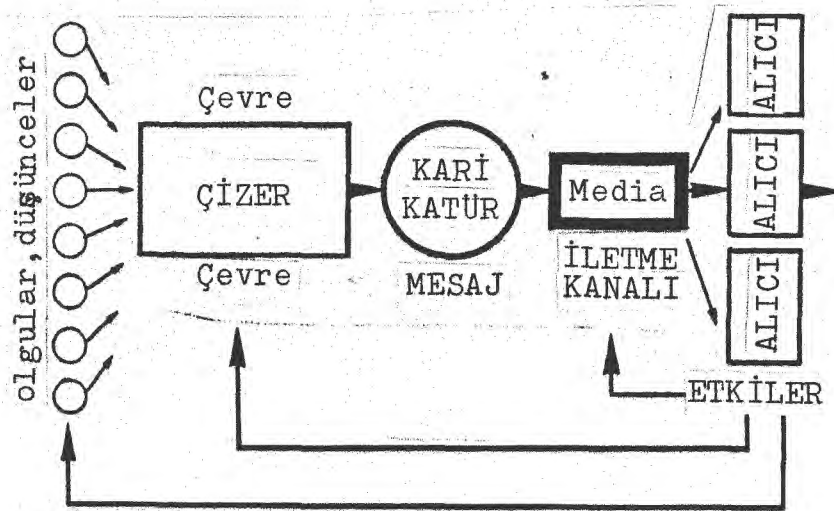 olgular,düşünceler
Çevre
ÇİZER
Çevre
KARİ
KATÜR
MESAJ
Media
İLETME
KANALI
ALICI
ALICI
ALICI
ETKİLER